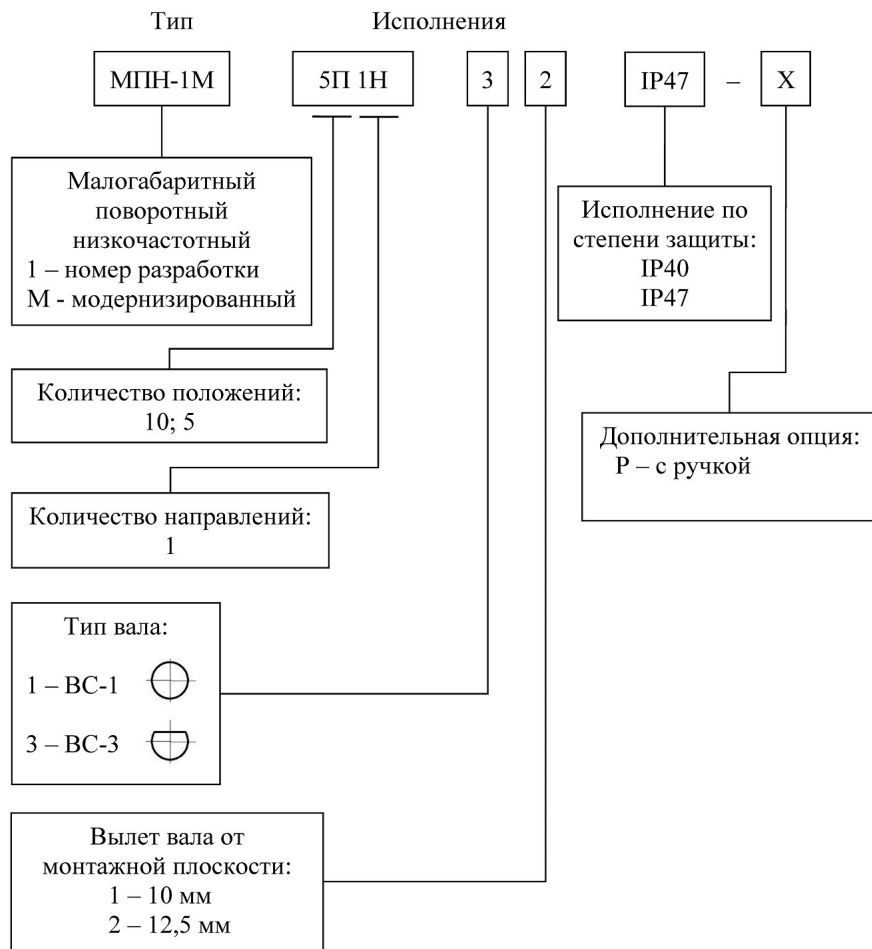 Тип Исполнения
МПН-1М 5П 1Н 3 2 IP47 – Х
Малогабаритный
поворотный
низкочастотный
1 – номер разработки
М - модернизированный
Исполнение по
степени защиты:
IP40
IP47
Количество положений:
10; 5
Дополнительная опция:
Р – с ручкой
Количество направлений:
1
Тип вала:
1 – ВС-1
3 – ВС-3
Вылет вала от
монтажной плоскости:
1 – 10 мм
2 – 12,5 мм